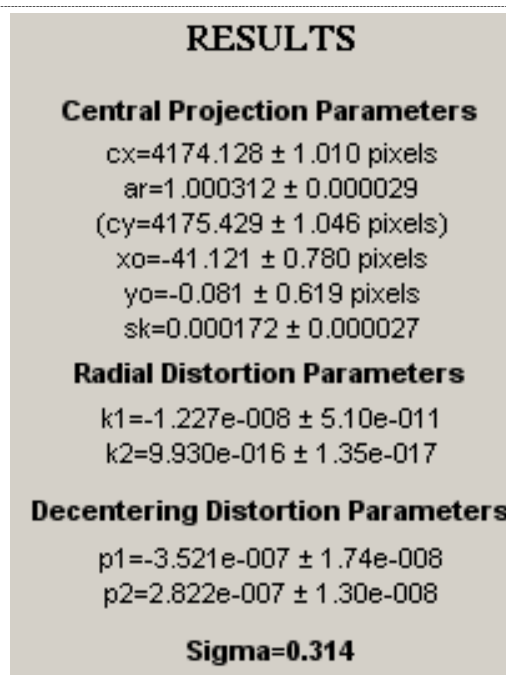 RESULTS
Central Projection Parameters
cx=4174.128 ± 1.010 pixels
ar=1.000312 ± 0.000029
(cy=4175.429 ± 1.046 pixels)
xo=-41.121 ± 0.780 pixels
yo=-0.081 ± 0.619 pixels
sk=0.000172 ± 0.000027
Radial Distortion Parameters
k1=-1.227e-008 ± 5.10e-011
k2=9.930e-016 ± 1.35e-017
Decentering Distortion Parameters
p1=-3.521e-007 ± 1.74e-008
p2=2.822e-007 ± 1.30e-008
Sigma=0.314